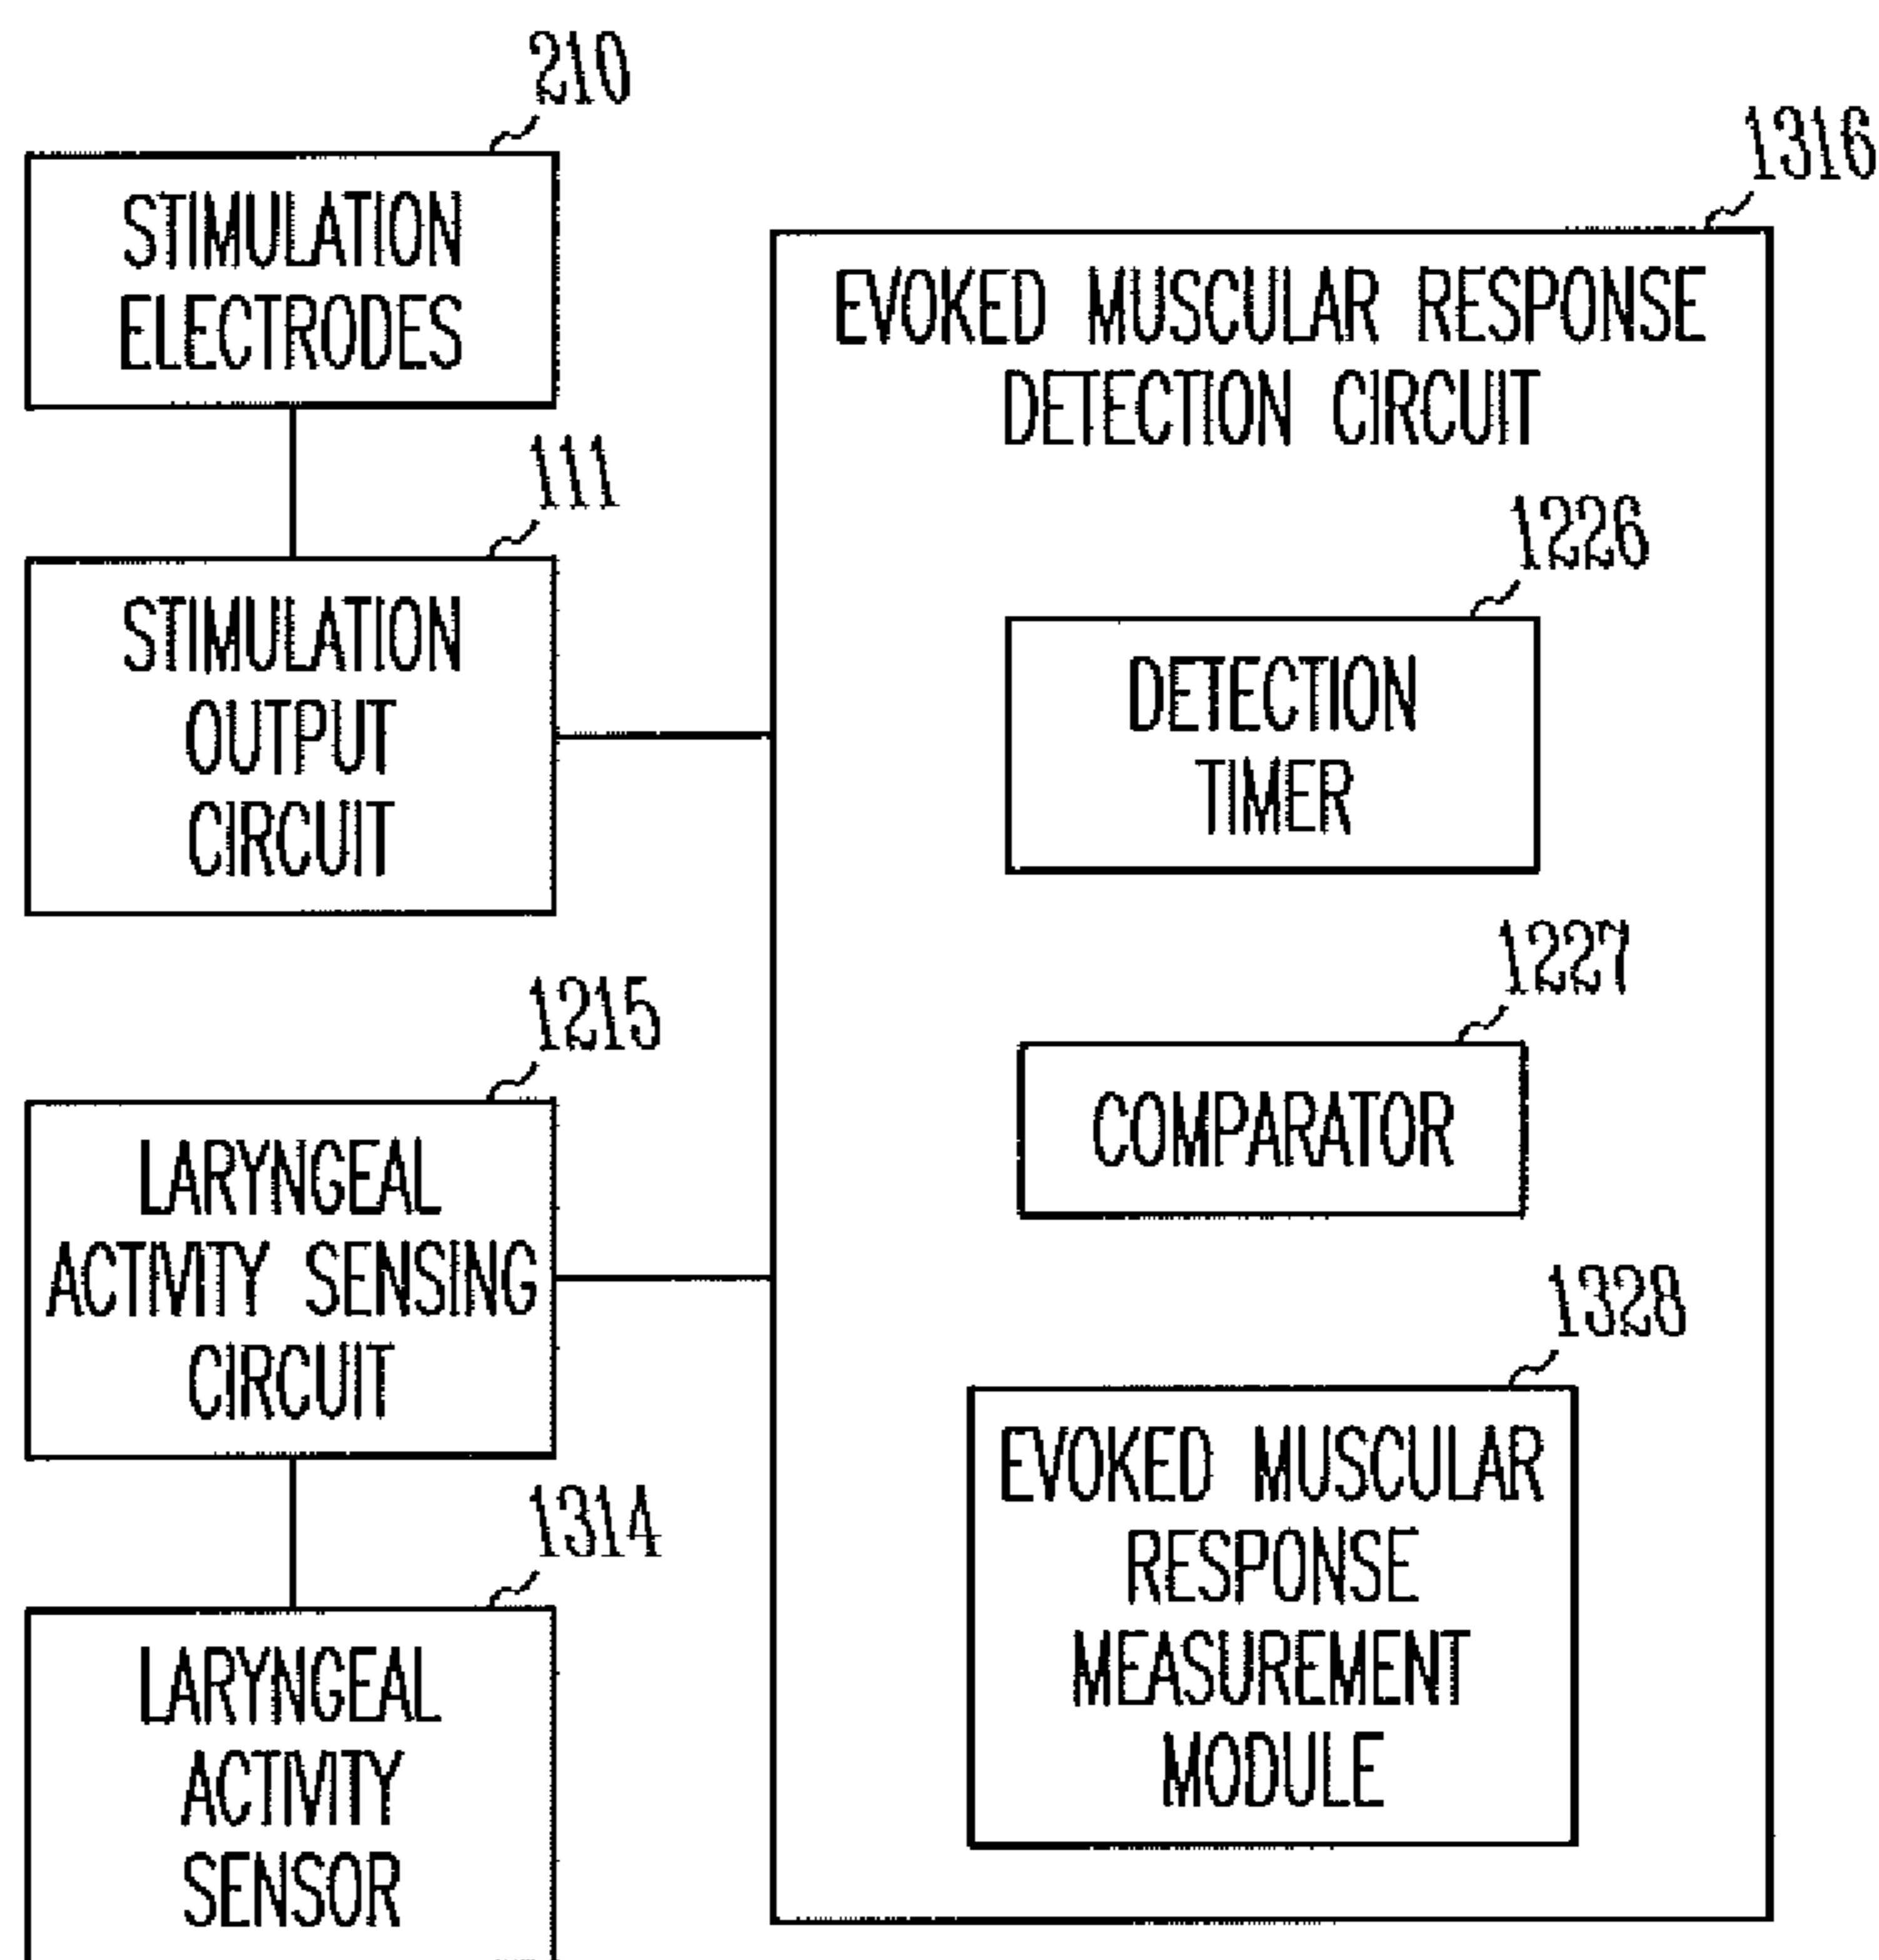 210
STIMULATION
ELECTRODES
111
STIMULATION
OUTPUT
CIRCUIT
1215
LARYNGEAL
ACTIVITY SENSING
CIRCUIT
1314
LARYNGEAL
ACTIVITY
SENSOR
1316
EVOKED MUSCULAR RESPONSE
DETECTION CIRCUIT
1226
DETECTION
TIMER
1227
COMPARATOR
1328
EVOKED MUSCULAR
RESPONSE
MEASUREMENT
MODULE